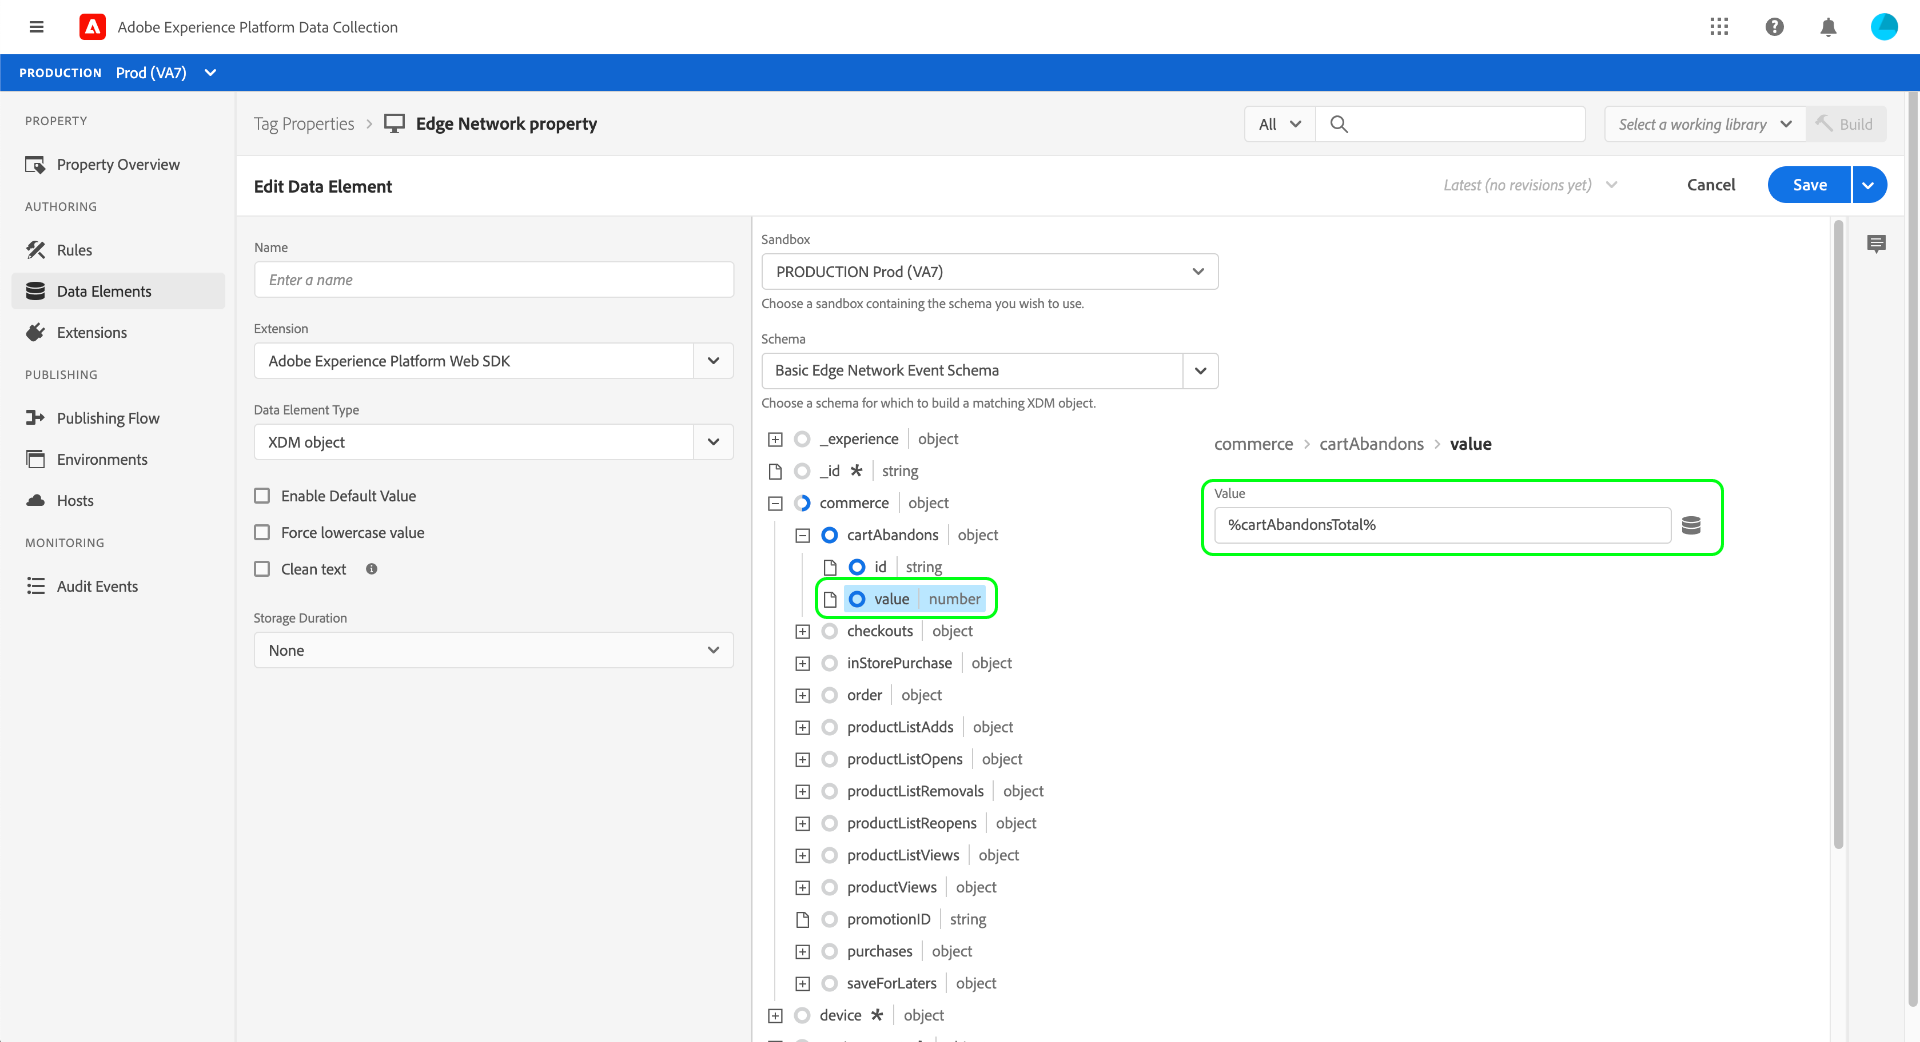 Adobe Experience Platform Data Collection
PRODUCTION Prod (VA7)
PROPERTY
Property Overview
AUTHORING
Rules
Data Elements
Extensions
PUBLISHING
Publishing Flow
Environments
Hosts
MONITORING
Audit Events
Tag Properties > Edge Network property
All
Select a working library
Build
Edit Data Element
Latest (no revisions yet)
Cancel
Save
Name
Enter a name
Extension
Adobe Experience Platform Web SDK
Data Element Type
XDM object
Enable Default Value
Force lowercase value
Clean text
Storage Duration
None
Sandbox
PRODUCTION Prod (VA7)
Choose a sandbox containing the schema you wish to use.
Schema
Basic Edge Network Event Schema
Choose a schema for which to build a matching XDM object.
_experience object
_id * string
commerce object
cartAbandons object
id string
value number
checkouts object
inStorePurchase object
order object
productListAdds object
productListOpens object
productListRemovals object
productListReopens object
productListViews object
productViews object
promotionID string
purchases object
saveForLaters object
device * object
commerce > cartAbandons > value
Value
%cartAbandonsTotal%